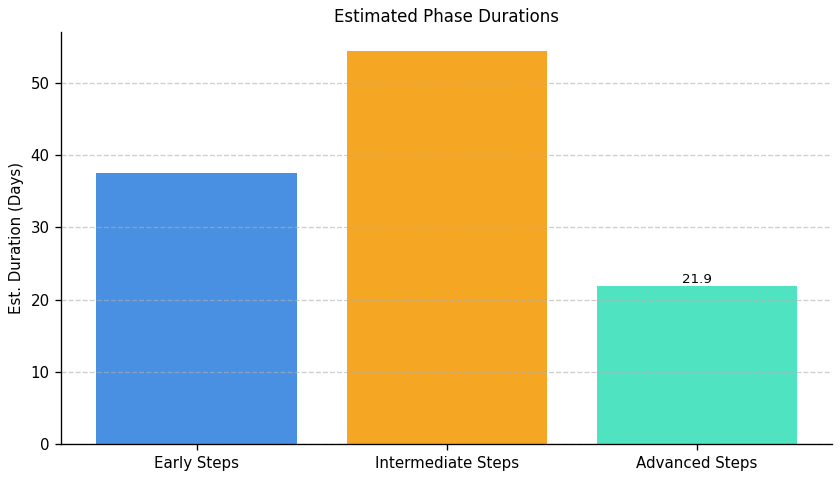 Estimated Phase Durations
Est. Duration (Days)
50
40
30
20
10
0
21.9
Early Steps
Intermediate Steps
Advanced Steps